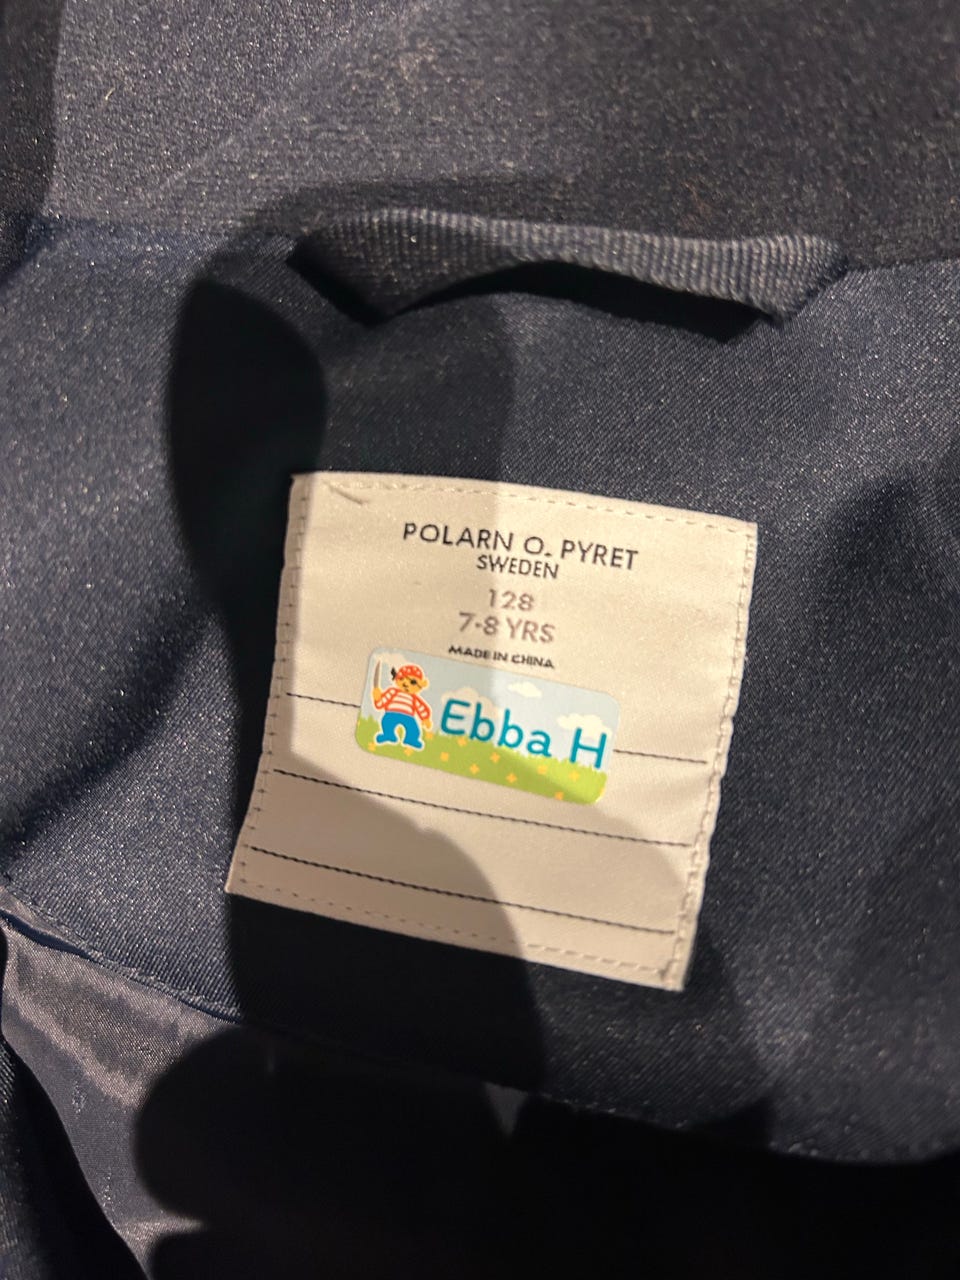 POLARN O. PYRET
SWEDEN
128
7-8 YRS
MADE IN CHINA
Ebba H